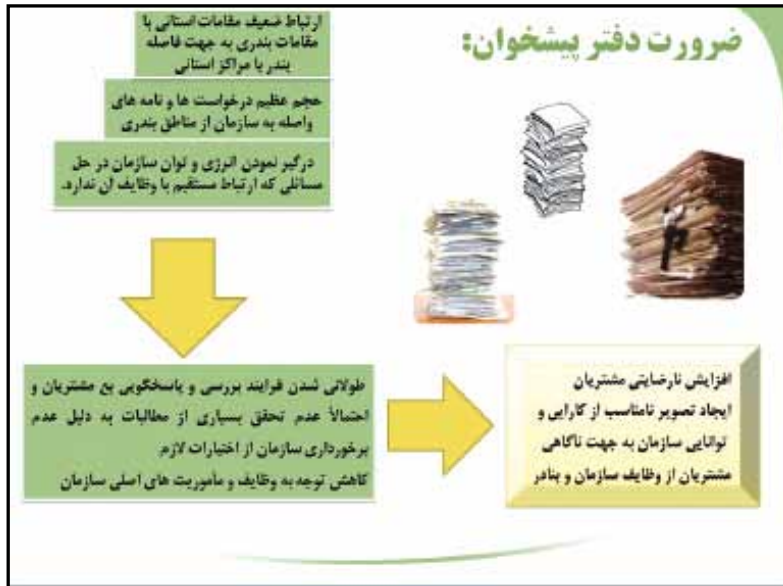 ضرورت دفتر پیشخوان:
ارتباط ضعیف مقامات استانی با
مقامات بندری به جهت فاصله
بندر با مراکز استانی
حجم عظیم درخواست ها و نامه های
واصله به سازمان از مناطق بندری
درگیر نمودن انرژی و توان سازمان در حل
مسائلی که ارتباط مستقیم با وظایف ان ندارد.
طولانی شدن فرایند بررسی و پاسخگویی بع مشتریان و
احتمالاً عدم تحقق بسیاری از مطالبات به دلیل عدم
برخورداری سازمان از اختیارات لازم
کاهش توجه به وظایف و مأموریت های اصلی سازمان
افزایش نارضایتی مشتریان
ایجاد تصویر نامناسب از کارایی و
توانایی سازمان به جهت ناگاهی
مشتریان از وظایف سازمان و بنادر